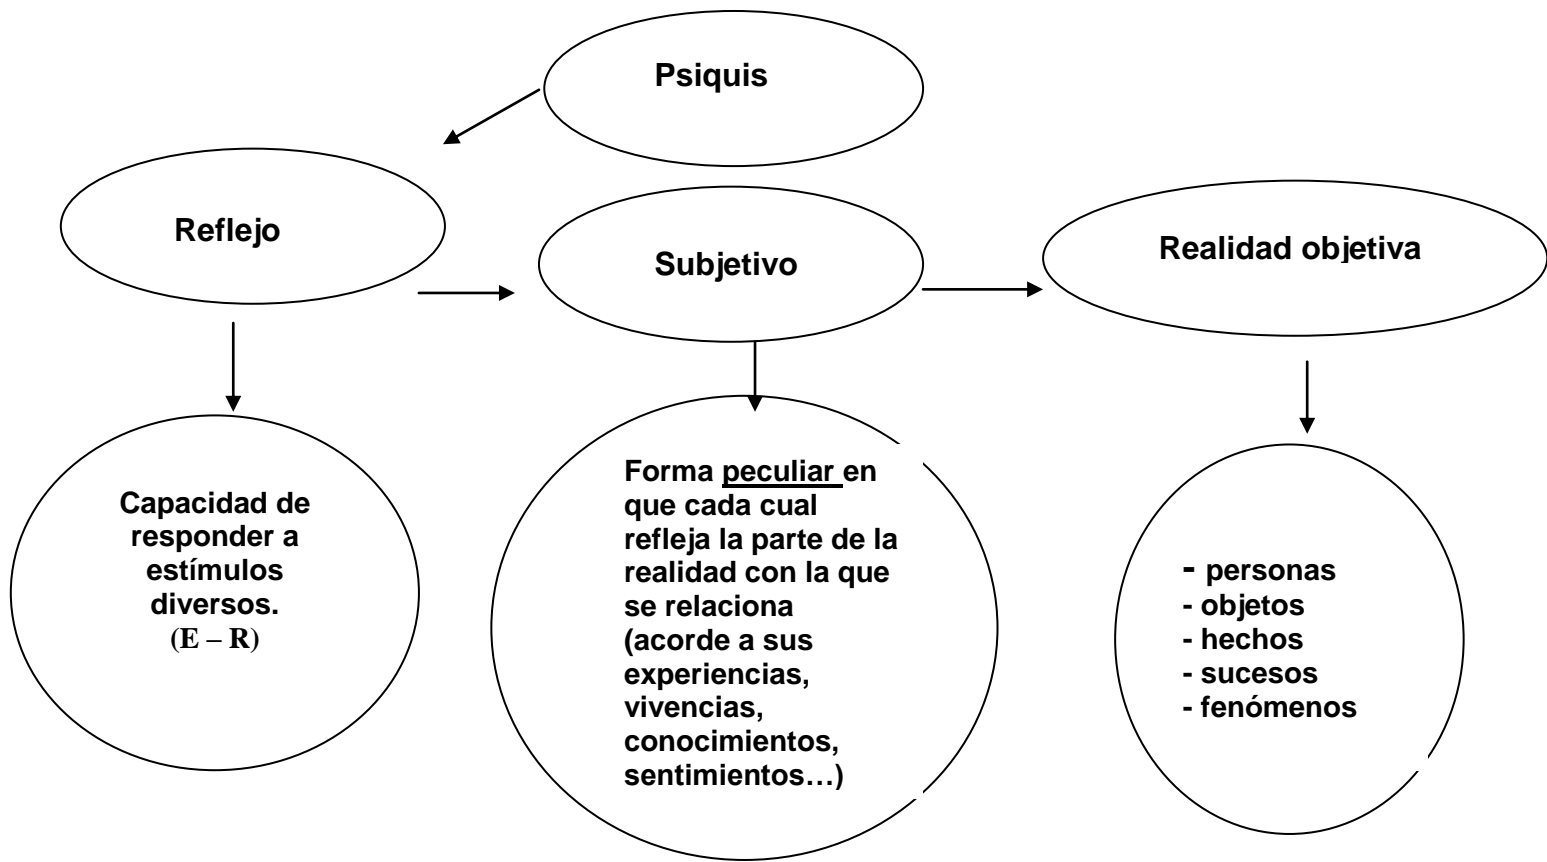 Psiquis
Reflejo
Subjetivo
Realidad objetiva
Capacidad de
responder a
estímulos
diversos.
(E – R)
Forma peculiar en
que cada cual
refleja la parte de la
realidad con la que
se relaciona
(acorde a sus
experiencias,
vivencias,
conocimientos,
sentimientos…)
- personas
- objetos
- hechos
- sucesos
- fenómenos